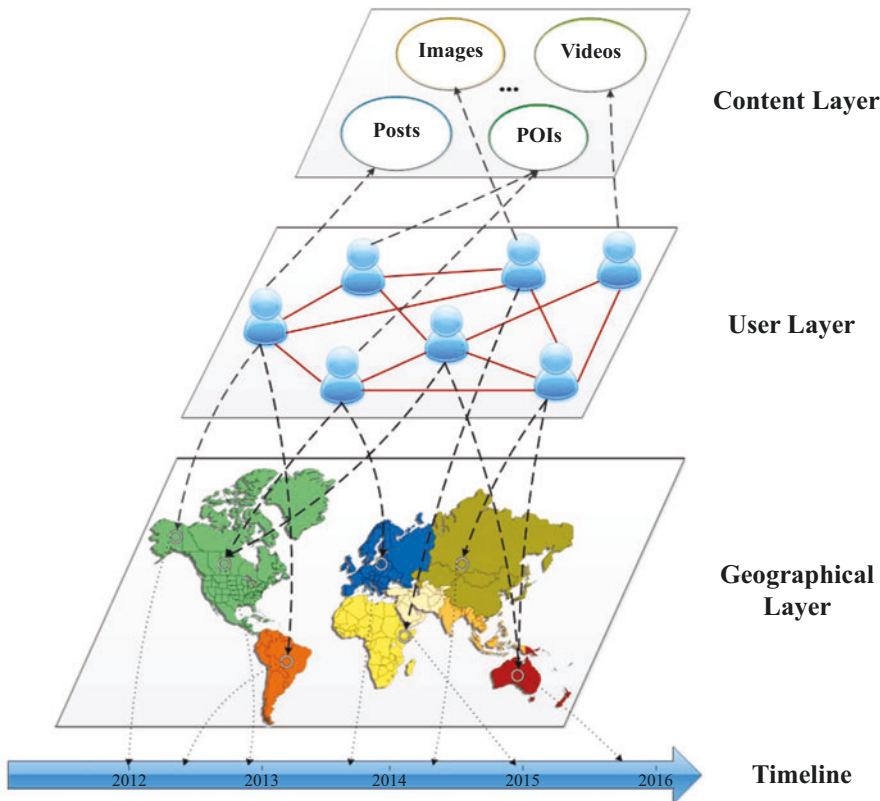 Images
Videos
...
Posts
POIs
Content Layer
User Layer
Geographical
Layer
2012
2013
2014
2015
2016
Timeline